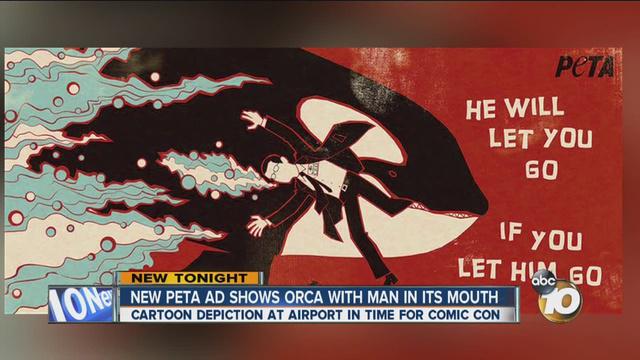 PETA
HE WILL
LET YOU
GO
IF YOU
LET HIM GO
NEW TONIGHT
10News
NEW PETA AD SHOWS ORCA WITH MAN IN ITS MOUTH
CARTOON DEPICTION AT AIRPORT IN TIME FOR COMIC CON
abc
10